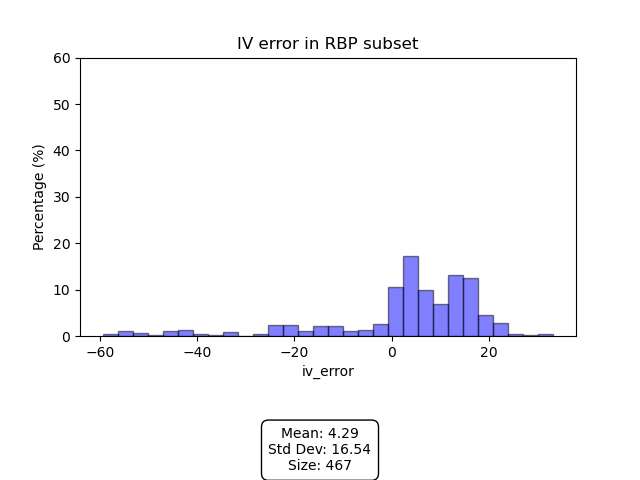 IV error in RBP subset
60
50
40
30
20
10
0
Percentage (%)
−60
−40
−20
0
20
iv_error
Mean: 4.29
Std Dev: 16.54
Size: 467